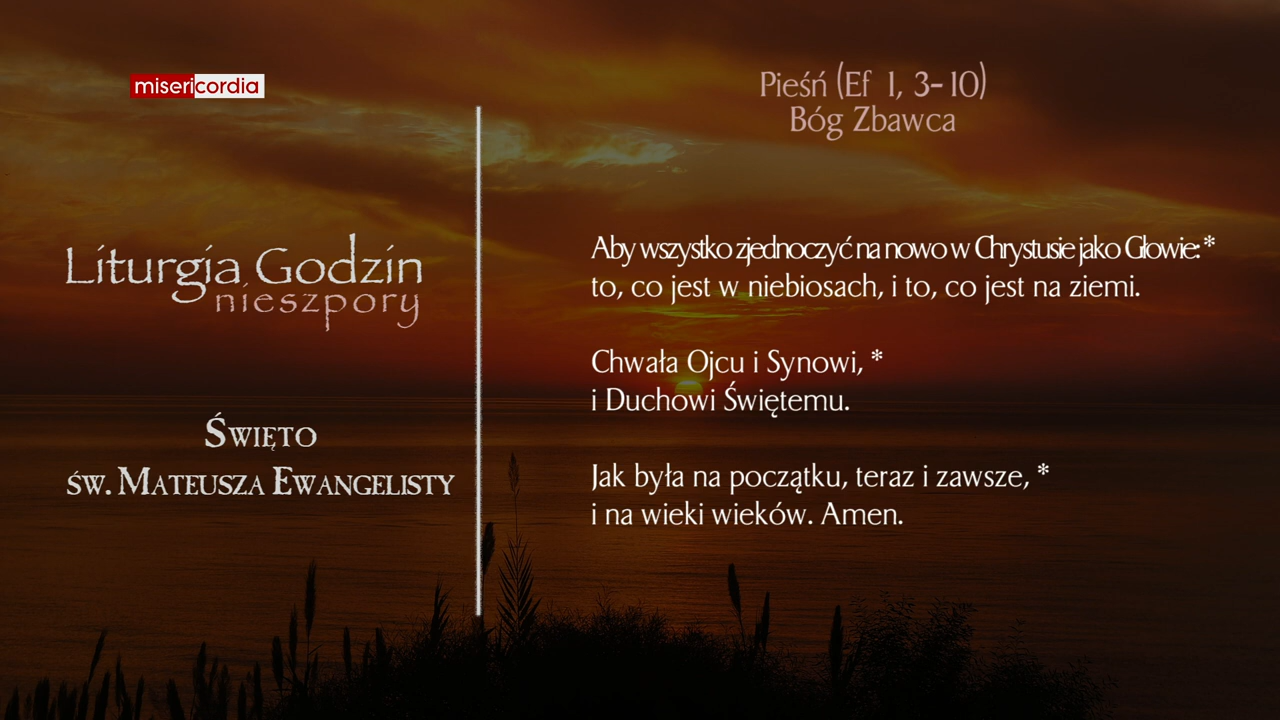 misericordia
Liturgia Godzin
nieszpory
Święto
św. Mateusza Ewangelisty
Pieśń (Ef 1, 3-10)
Bóg Zbawca
Aby wszystko zjednoczyć na nowo w Chrystusie jako Głowie: *
to, co jest w niebiosach, i to, co jest na ziemi.
Chwała Ojcu i Synowi, *
i Duchowi Świętemu.
Jak była na początku, teraz i zawsze, *
i na wieki wieków. Amen.